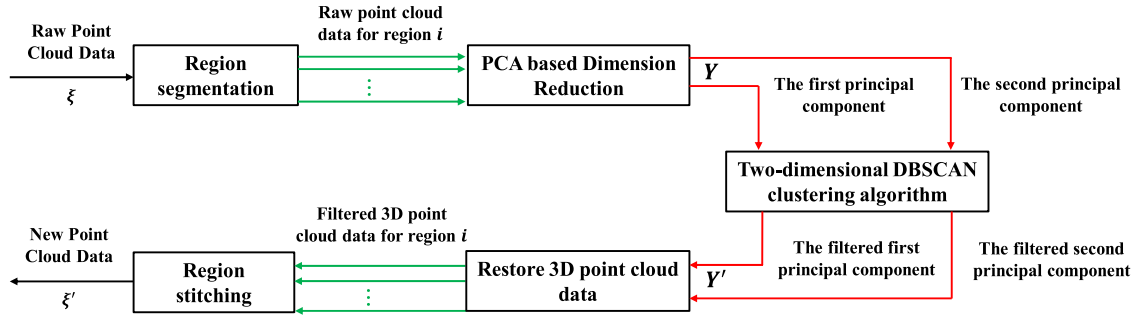 Raw Point
Cloud Data
ξ
Region
segmentation
Raw point cloud
data for region i
⋮
PCA based Dimension
Reduction
Y
The first principal
component
The second principal
component
Two-dimensional DBSCAN
clustering algorithm
The filtered first
principal component
The filtered second
principal component
Y′
Restore 3D point cloud
data
Filtered 3D point
cloud data for region i
⋮
Region
stitching
New Point
Cloud Data
ξ′